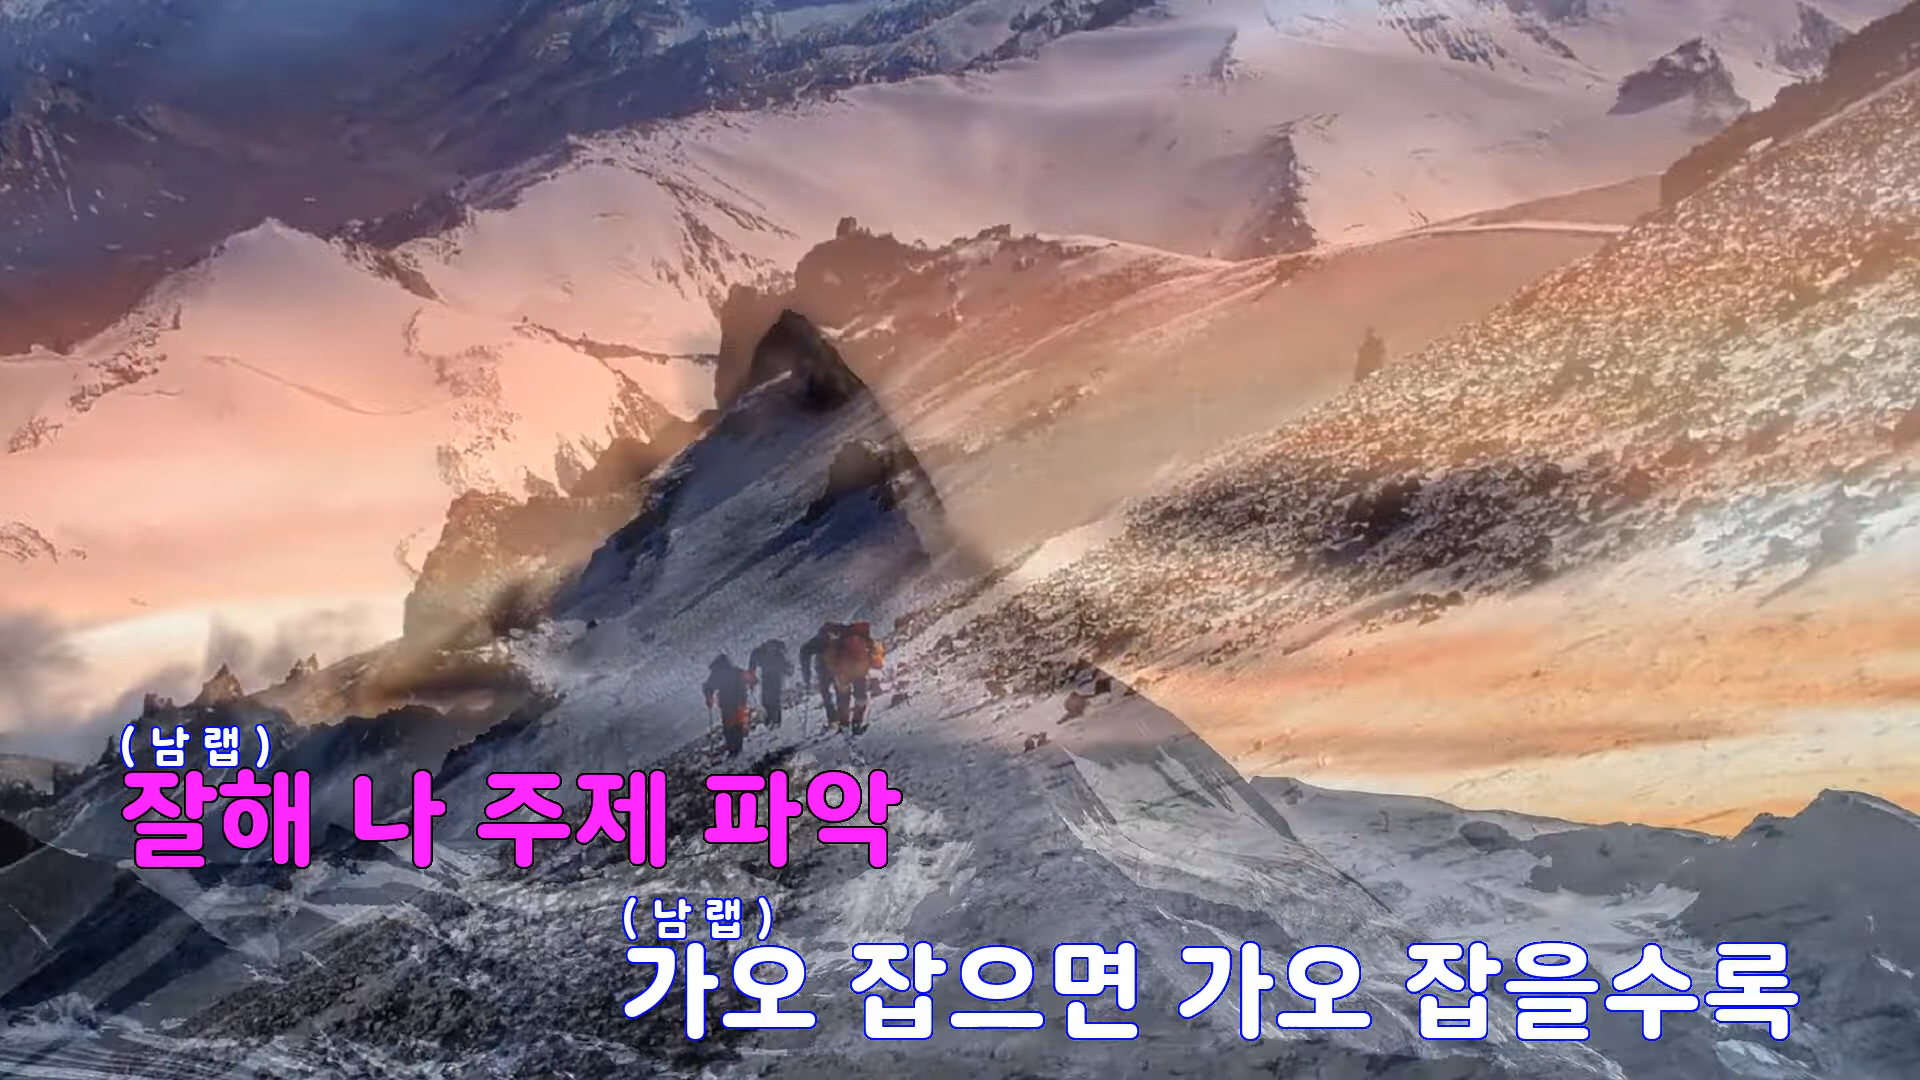 ( 남 랩 )
잘해 나 주제 파악
( 남 랩 )
가오 잡으면 가오 잡을수록